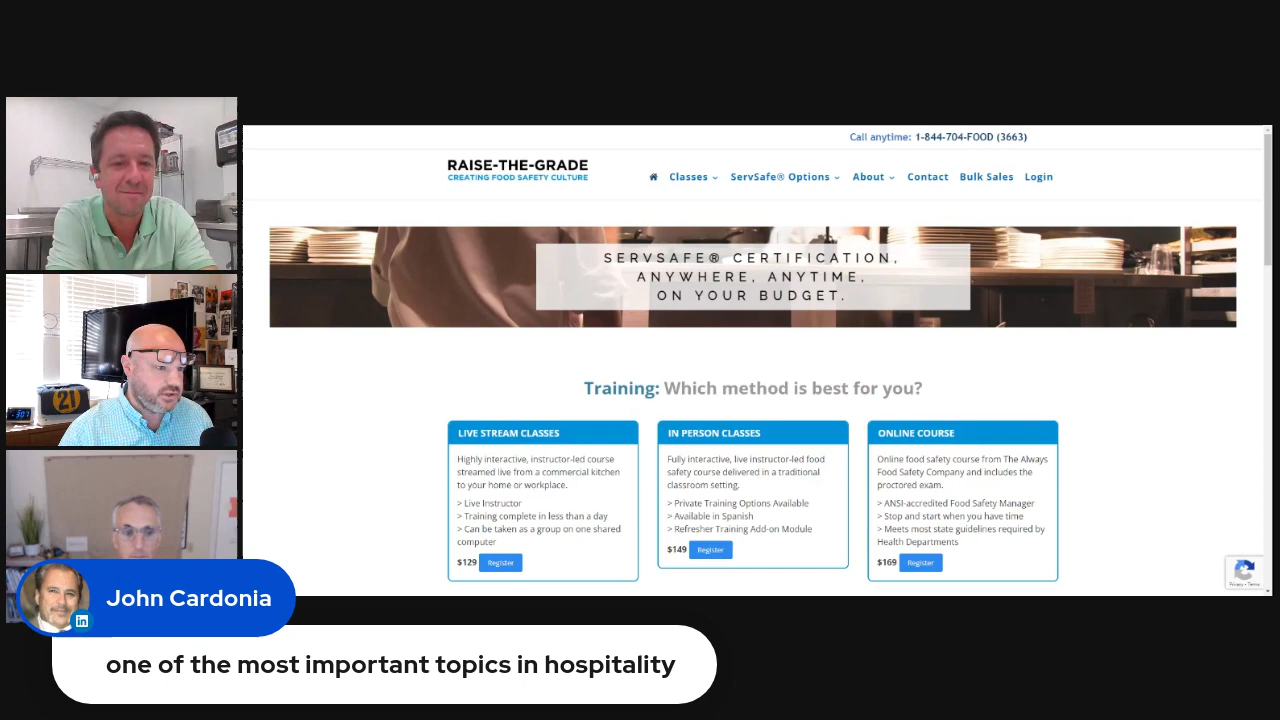 Call anytime: 1-844-704-FOOD (3663)
RAISE-THE-GRADE
CREATING FOOD SAFETY CULTURE
Classes
ServSafe® Options
About
Contact
Bulk Sales
Login
SERVSAFE® CERTIFICATION,
ANYWHERE, ANYTIME,
ON YOUR BUDGET.
Training: Which method is best for you?
LIVE STREAM CLASSES
Highly interactive, instructor-led course
streamed live from a commercial kitchen
to your home or workplace.
> Live Instructor
> Training complete in less than a day
> Can be taken as a group on one shared
computer
$129 Register
IN PERSON CLASSES
Fully interactive, live instructor-led food
safety course delivered in a traditional
classroom setting.
> Private Training Options Available
> Available in Spanish
> Refresher Training Add-on Module
$149 Register
ONLINE COURSE
Online food safety course from The Always
Food Safety Company and includes the
proctored exam.
> ANSI-accredited Food Safety Manager
> Stop and start when you have time
> Meets most state guidelines required by
Health Departments
$169 Register
Privacy - Terms
21
John Cardonia
in
one of the most important topics in hospitality